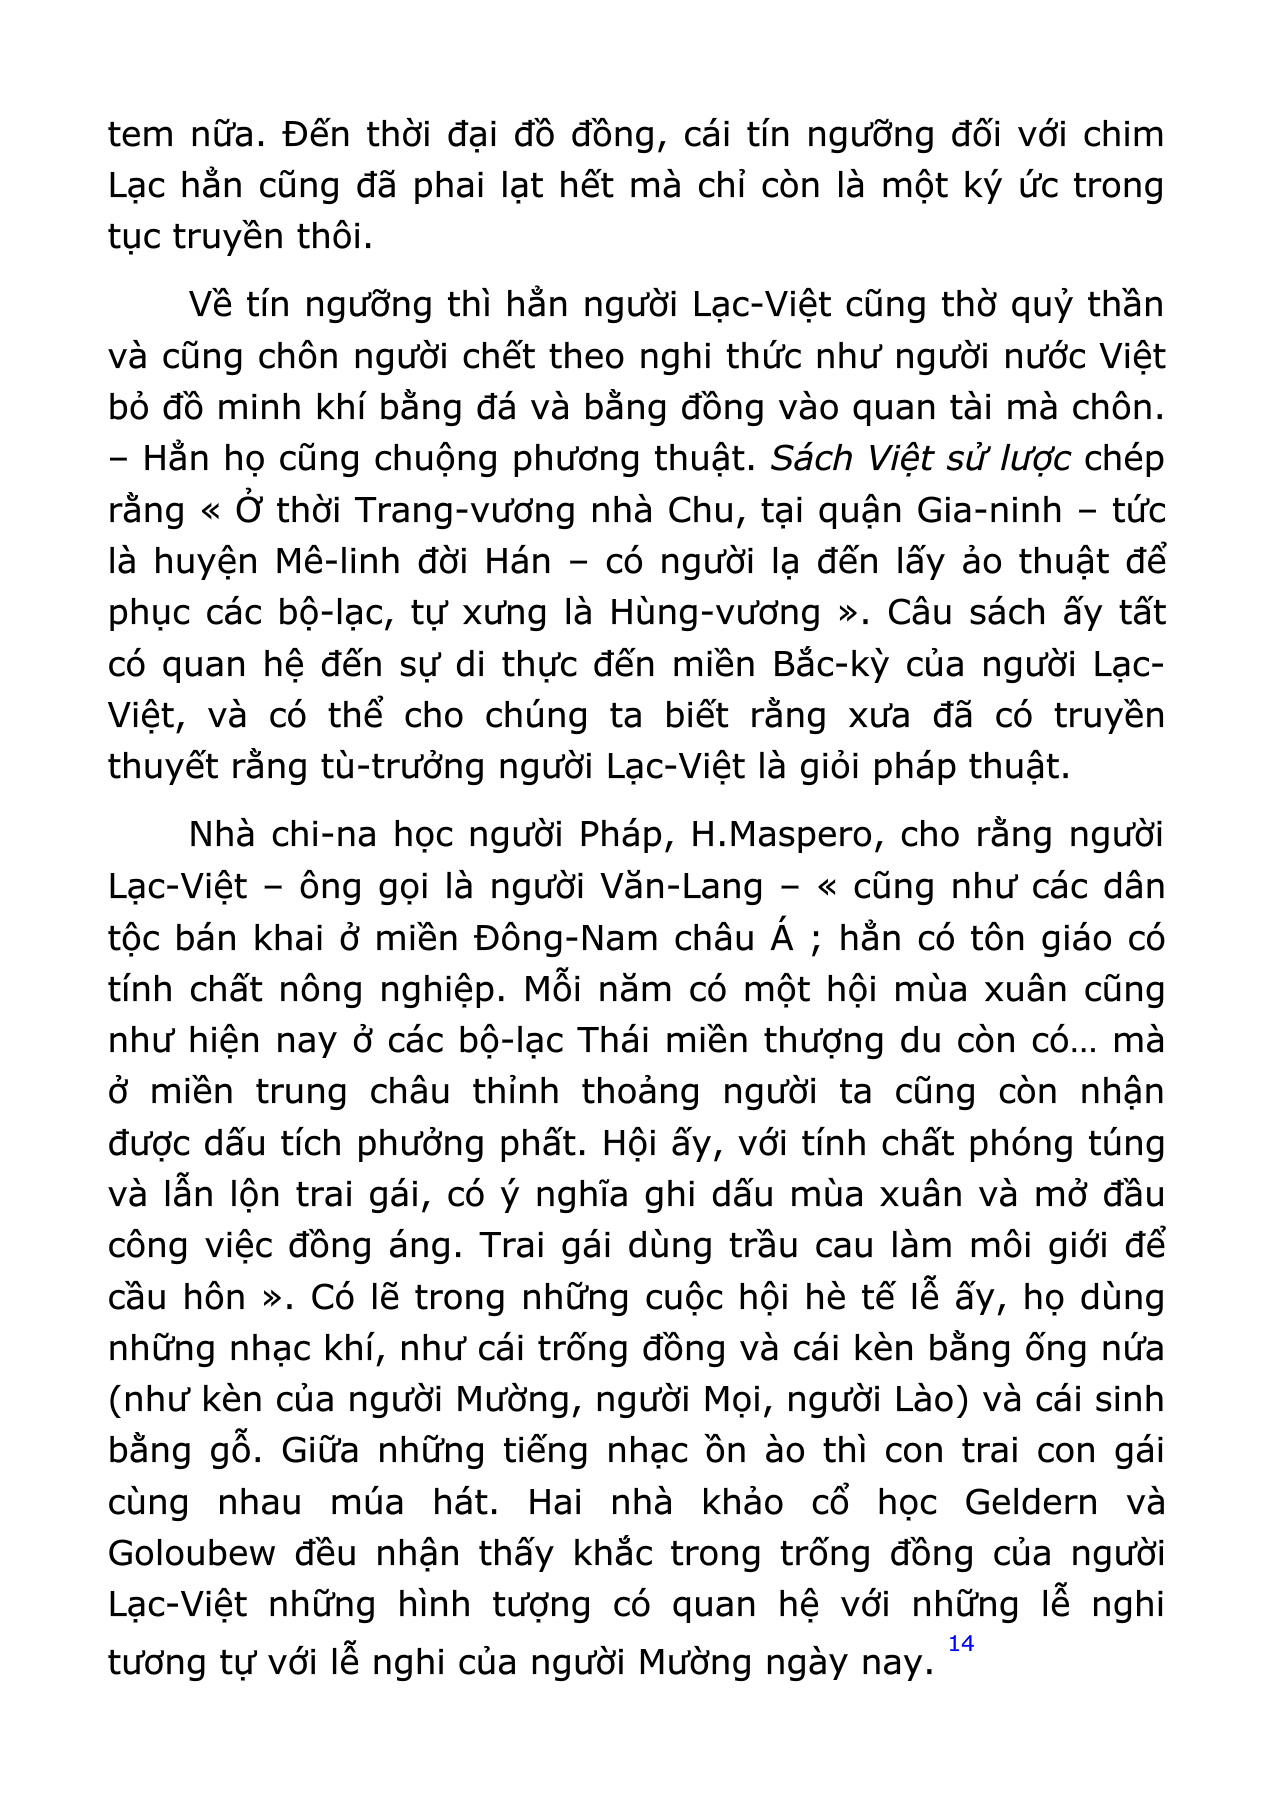 tem nữa. Đến thời đại đồ đồng, cái tín ngưỡng đối với chim
Lạc hẳn cũng đã phai lạt hết mà chỉ còn là một ký ức trong
tục truyền thôi.
Về tín ngưỡng thì hẳn người Lạc-Việt cũng thờ quỷ thần
và cũng chôn người chết theo nghi thức như người nước Việt
bỏ đồ minh khí bằng đá và bằng đồng vào quan tài mà chôn.
– Hẳn họ cũng chuộng phương thuật. Sách Việt sử lược chép
rằng « Ở thời Trang-vương nhà Chu, tại quận Gia-ninh – tức
là huyện Mê-linh đời Hán – có người lạ đến lấy ảo thuật để
phục các bộ-lạc, tự xưng là Hùng-vương ». Câu sách ấy tất
có quan hệ đến sự di thực đến miền Bắc-kỳ của người Lạc-
Việt, và có thể cho chúng ta biết rằng xưa đã có truyền
thuyết rằng tù-trưởng người Lạc-Việt là giỏi pháp thuật.
Nhà chi-na học người Pháp, H.Maspero, cho rằng người
Lạc-Việt – ông gọi là người Văn-Lang – « cũng như các dân
tộc bán khai ở miền Đông-Nam châu Á ; hẳn có tôn giáo có
tính chất nông nghiệp. Mỗi năm có một hội mùa xuân cũng
như hiện nay ở các bộ-lạc Thái miền thượng du còn có… mà
ở miền trung châu thỉnh thoảng người ta cũng còn nhận
được dấu tích phưởng phất. Hội ấy, với tính chất phóng túng
và lẫn lộn trai gái, có ý nghĩa ghi dấu mùa xuân và mở đầu
công việc đồng áng. Trai gái dùng trầu cau làm môi giới để
cầu hôn ». Có lẽ trong những cuộc hội hè tế lễ ấy, họ dùng
những nhạc khí, như cái trống đồng và cái kèn bằng ống nứa
(như kèn của người Mường, người Mọi, người Lào) và cái sinh
bằng gỗ. Giữa những tiếng nhạc ồn ào thì con trai con gái
cùng nhau múa hát. Hai nhà khảo cổ học Geldern và
Goloubew đều nhận thấy khắc trong trống đồng của người
Lạc-Việt những hình tượng có quan hệ với những lễ nghi
tương tự với lễ nghi của người Mường ngày nay. 14